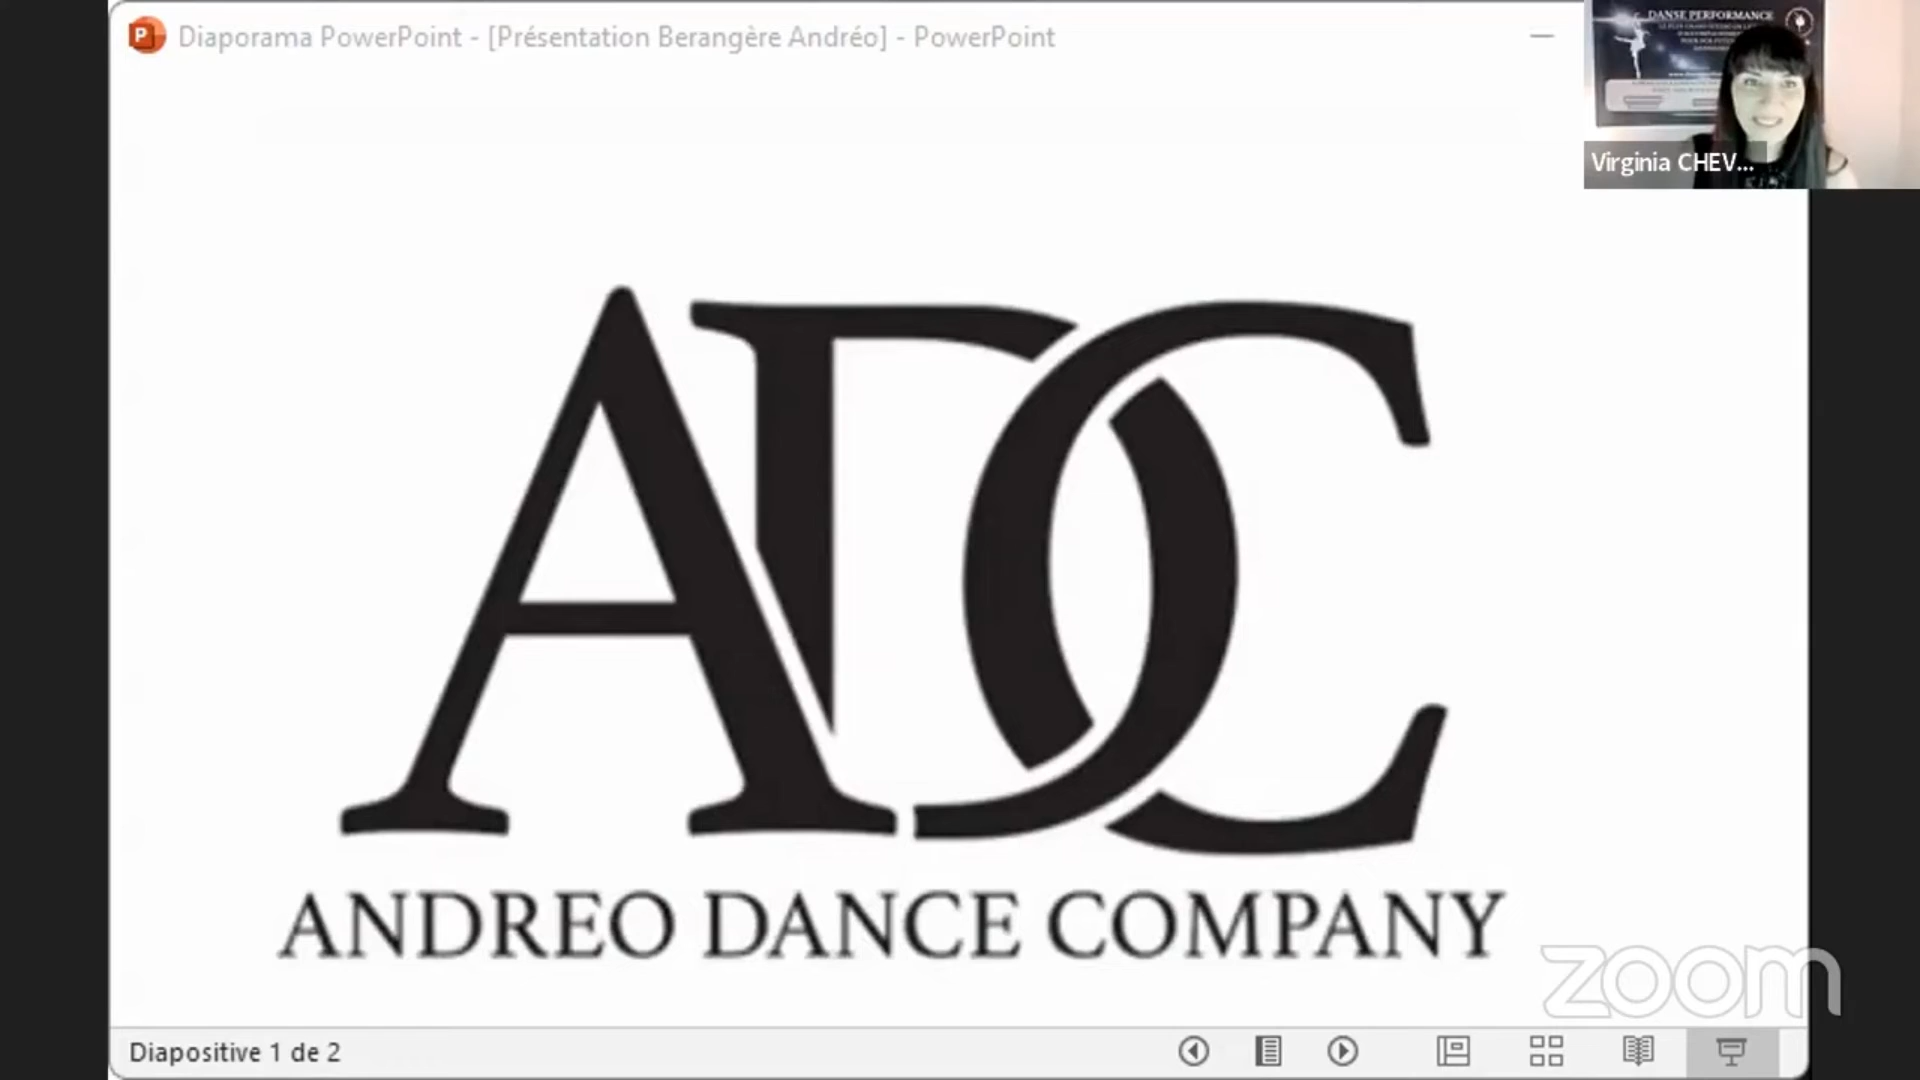 Diaporama PowerPoint - [Présentation Berangère Andréo] - PowerPoint
DANSE PERFORMANCE
Virginia CHEV...
ADC
ANDREO DANCE COMPANY
zoom
Diapositive 1 de 2